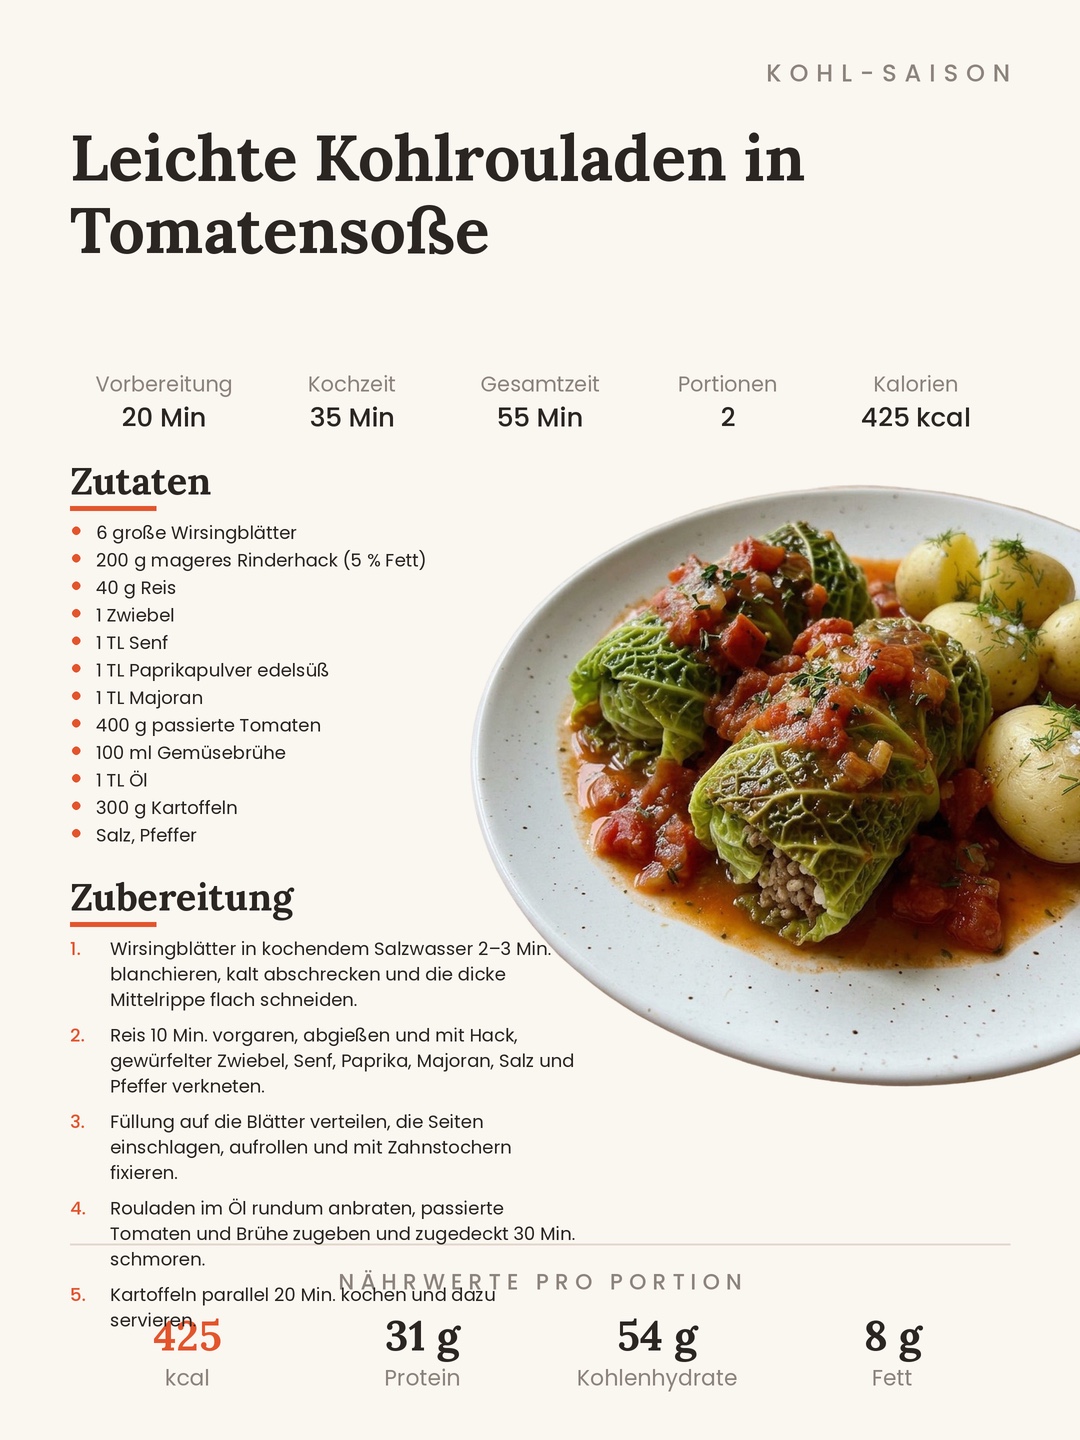 KOHL-SAISON
Leichte Kohlrouladen in
Tomatensoße
Vorbereitung
20 Min
Kochzeit
35 Min
Gesamtzeit
55 Min
Portionen
2
Kalorien
425 kcal
Zutaten
6 große Wirsingblätter
200 g mageres Rinderhack (5 % Fett)
40 g Reis
1 Zwiebel
1 TL Senf
1 TL Paprikapulver edelsüß
1 TL Majoran
400 g passierte Tomaten
100 ml Gemüsebrühe
1 TL Öl
300 g Kartoffeln
Salz, Pfeffer
Zubereitung
1. Wirsingblätter in kochendem Salzwasser 2–3 Min.
blanchieren, kalt abschrecken und die dicke
Mittelrippe flach schneiden.
2. Reis 10 Min. vorgaren, abgießen und mit Hack,
gewürfelter Zwiebel, Senf, Paprika, Majoran, Salz und
Pfeffer verkneten.
3. Füllung auf die Blätter verteilen, die Seiten
einschlagen, aufrollen und mit Zahnstochern
fixieren.
4. Rouladen im Öl rundum anbraten, passierte
Tomaten und Brühe zugeben und zugedeckt 30 Min.
schmoren.
5. Kartoffeln parallel 20 Min. kochen und dazu
servieren.
NÄHRWERTE PRO PORTION
425
kcal
31 g
Protein
54 g
Kohlenhydrate
8 g
Fett